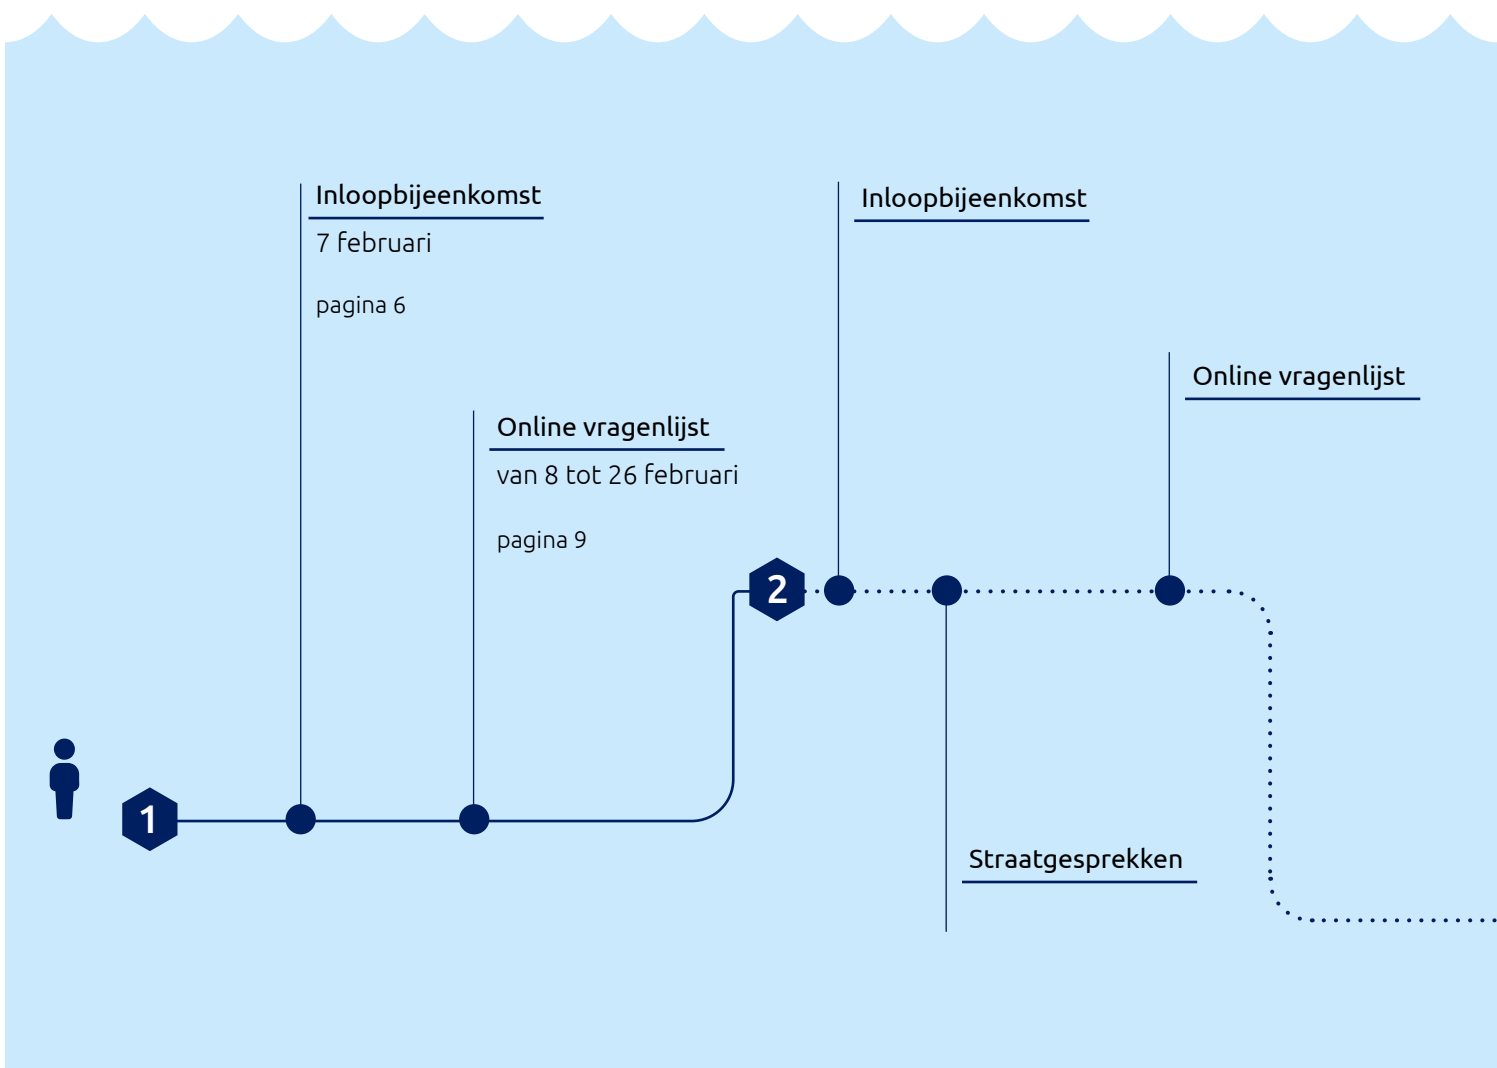 Inloopbijeenkomst
7 februari
pagina 6
Online vragenlijst
van 8 tot 26 februari
pagina 9
1
2
Inloopbijeenkomst
Straatgesprekken
Online vragenlijst